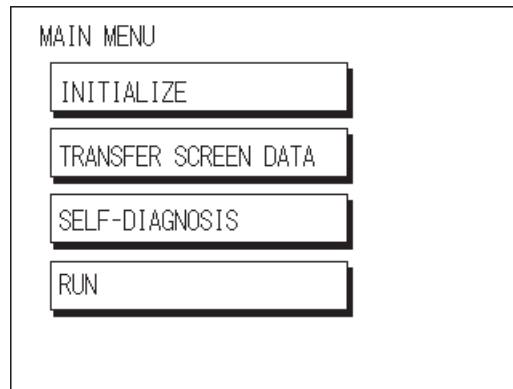 MAIN MENU
INITIALIZE
TRANSFER SCREEN DATA
SELF-DIAGNOSIS
RUN